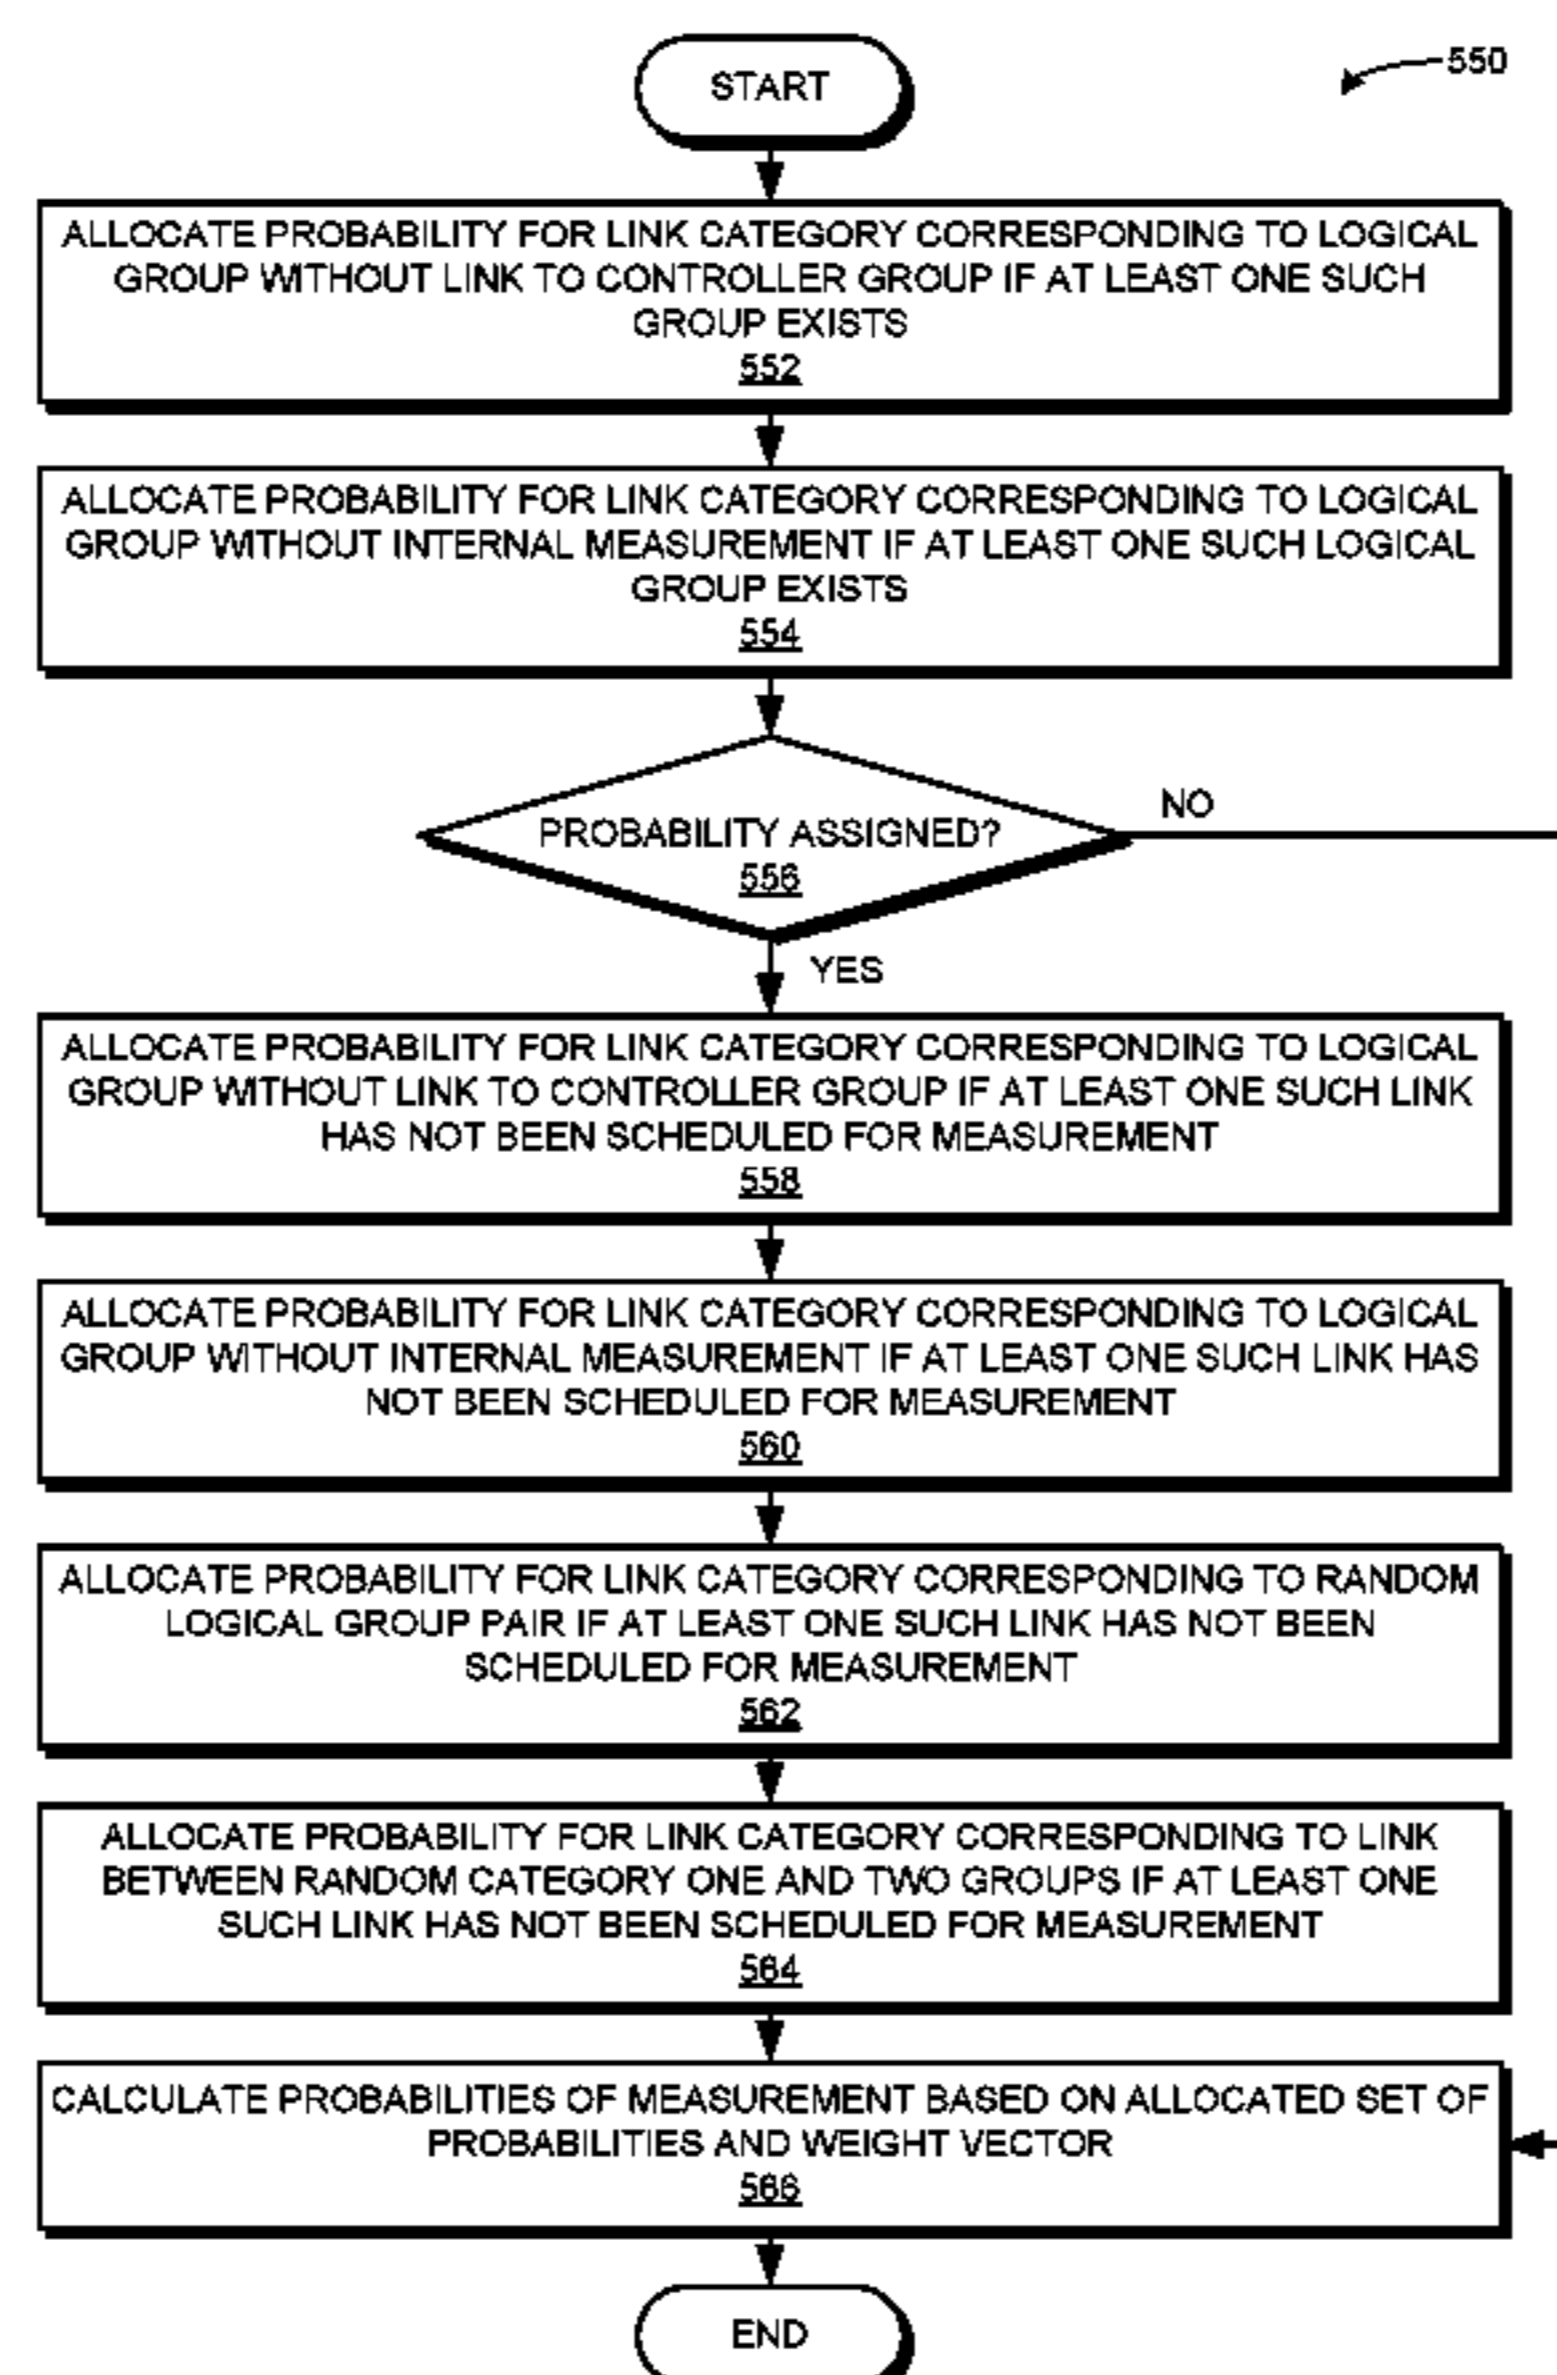 START
550
ALLOCATE PROBABILITY FOR LINK CATEGORY CORRESPONDING TO LOGICAL
GROUP WITHOUT LINK TO CONTROLLER GROUP IF AT LEAST ONE SUCH
GROUP EXISTS
552
ALLOCATE PROBABILITY FOR LINK CATEGORY CORRESPONDING TO LOGICAL
GROUP WITHOUT INTERNAL MEASUREMENT IF AT LEAST ONE SUCH LOGICAL
GROUP EXISTS
554
NO
PROBABILITY ASSIGNED?
556
YES
ALLOCATE PROBABILITY FOR LINK CATEGORY CORRESPONDING TO LOGICAL
GROUP WITHOUT LINK TO CONTROLLER GROUP IF AT LEAST ONE SUCH LINK
HAS NOT BEEN SCHEDULED FOR MEASUREMENT
558
ALLOCATE PROBABILITY FOR LINK CATEGORY CORRESPONDING TO LOGICAL
GROUP WITHOUT INTERNAL MEASUREMENT IF AT LEAST ONE SUCH LINK HAS
NOT BEEN SCHEDULED FOR MEASUREMENT
560
ALLOCATE PROBABILITY FOR LINK CATEGORY CORRESPONDING TO RANDOM
LOGICAL GROUP PAIR IF AT LEAST ONE SUCH LINK HAS NOT BEEN
SCHEDULED FOR MEASUREMENT
562
ALLOCATE PROBABILITY FOR LINK CATEGORY CORRESPONDING TO LINK
BETWEEN RANDOM CATEGORY ONE AND TWO GROUPS IF AT LEAST ONE
SUCH LINK HAS NOT BEEN SCHEDULED FOR MEASUREMENT
564
CALCULATE PROBABILITIES OF MEASUREMENT BASED ON ALLOCATED SET OF
PROBABILITIES AND WEIGHT VECTOR
566
END